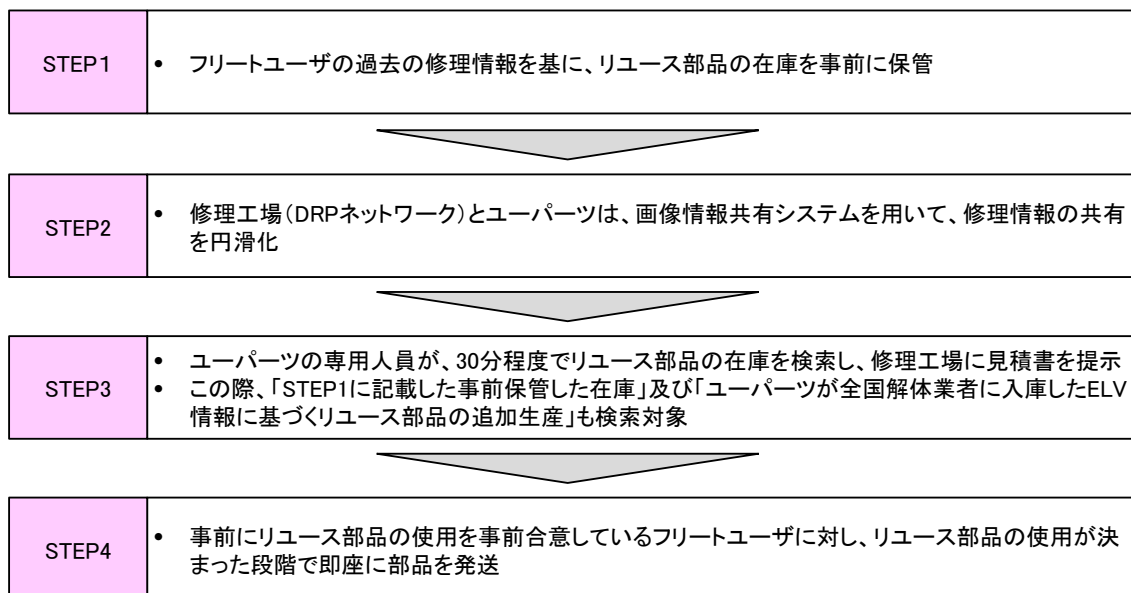 STEP1
• フリートユーザの過去の修理情報を基に、リユース部品の在庫を事前に保管
STEP2
• 修理工場(DRPネットワーク)とユーパーツは、画像情報共有システムを用いて、修理情報の共有
を円滑化
STEP3
• ユーパーツの専用人員が、30分程度でリユース部品の在庫を検索し、修理工場に見積書を提示
• この際、「STEP1に記載した事前保管した在庫」及び「ユーパーツが全国解体業者に入庫したELV
情報に基づくリユース部品の追加生産」も検索対象
STEP4
• 事前にリユース部品の使用を事前合意しているフリートユーザに対し、リユース部品の使用が決
まった段階で即座に部品を発送